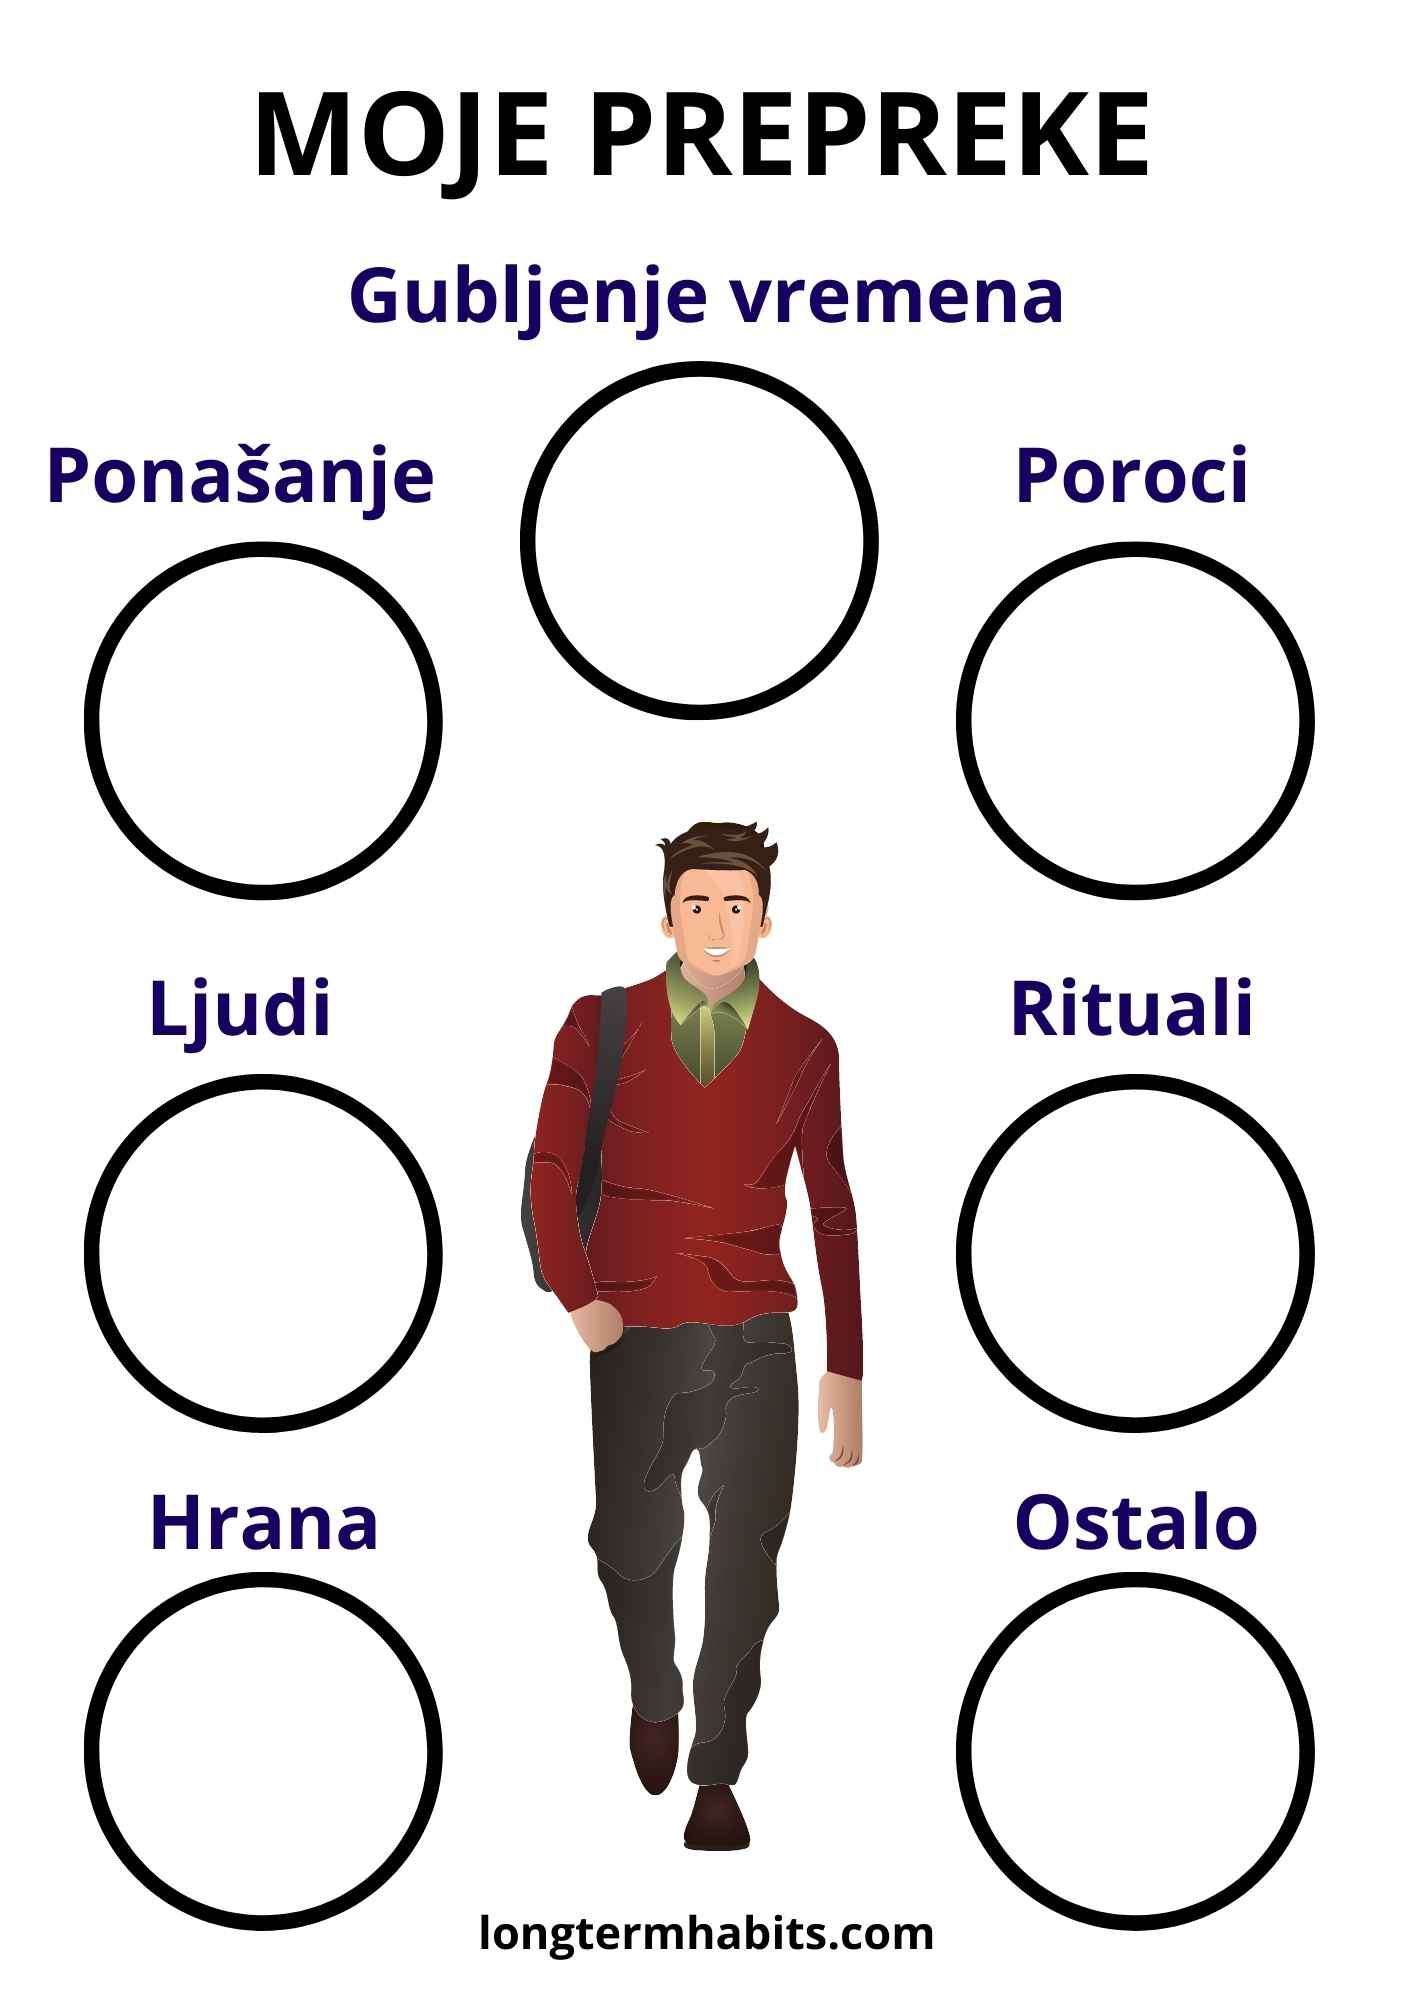 MOJE PREPREKE
Gubljenje vremena
Ponašanje
Poroci
Ljudi
Rituali
Hrana
Ostalo
longtermhabits.com